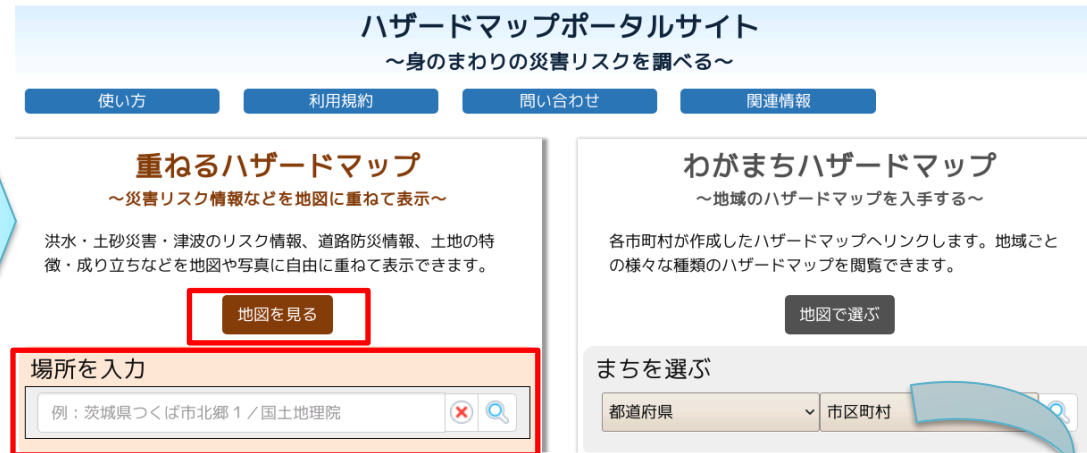 ハザードマップポータルサイト
〜身のまわりの災害リスクを調べる〜
使い方
利用規約
問い合わせ
関連情報
重ねるハザードマップ
〜災害リスク情報などを地図に重ねて表示〜
洪水・土砂災害・津波のリスク情報、道路防災情報、土地の特
徴・成り立ちなどを地図や写真に自由に重ねて表示できます。
地図を見る
場所を入力
例：茨城県つくば市北郷１／国土地理院
わがまちハザードマップ
〜地域のハザードマップを入手する〜
各市町村が作成したハザードマップへリンクします。地域ごと
の様々な種類のハザードマップを閲覧できます。
地図で選ぶ
まちを選ぶ
都道府県
市区町村